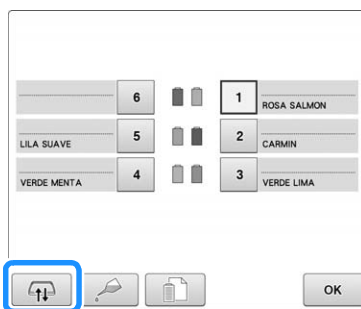 6 1 ROSA SALMON
LILA SUAVE 5 2 CARMIN
VERDE MENTA 4 3 VERDE LIMA
OK